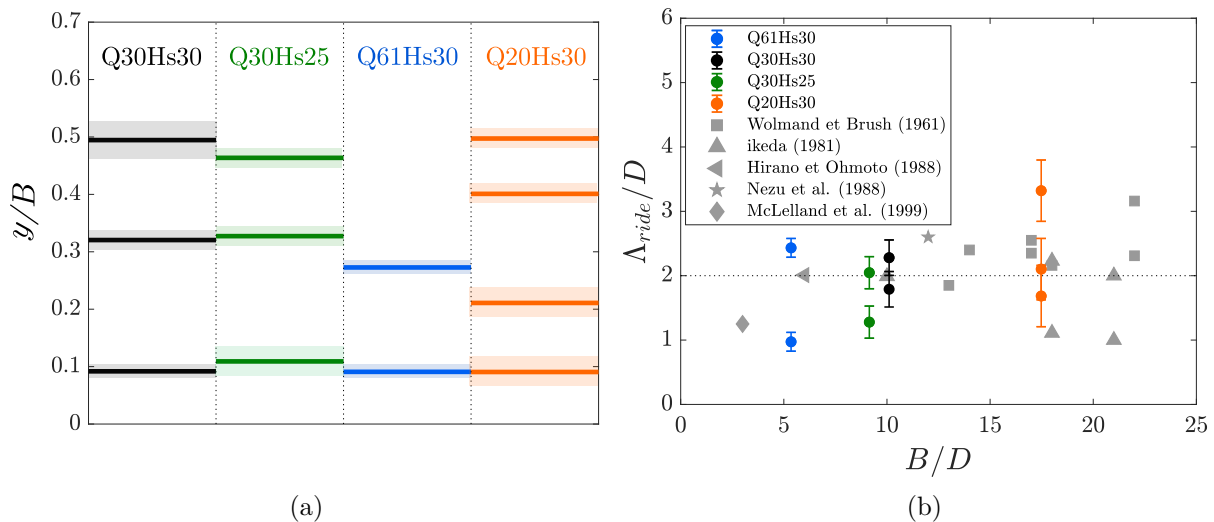 0.7
0.6
0.5
0.4
0.3
0.2
0.1
0
y/B
Q30Hs30
Q30Hs25
Q61Hs30
Q20Hs30
(a)
6
5
4
3
2
1
0
Λride/D
Q61Hs30
Q30Hs30
Q30Hs25
Q20Hs30
Wolmand et Brush (1961)
ikeda (1981)
Hirano et Ohmoto (1988)
Nezu et al. (1988)
McLelland et al. (1999)
0 5 10 15 20 25
B/D
(b)